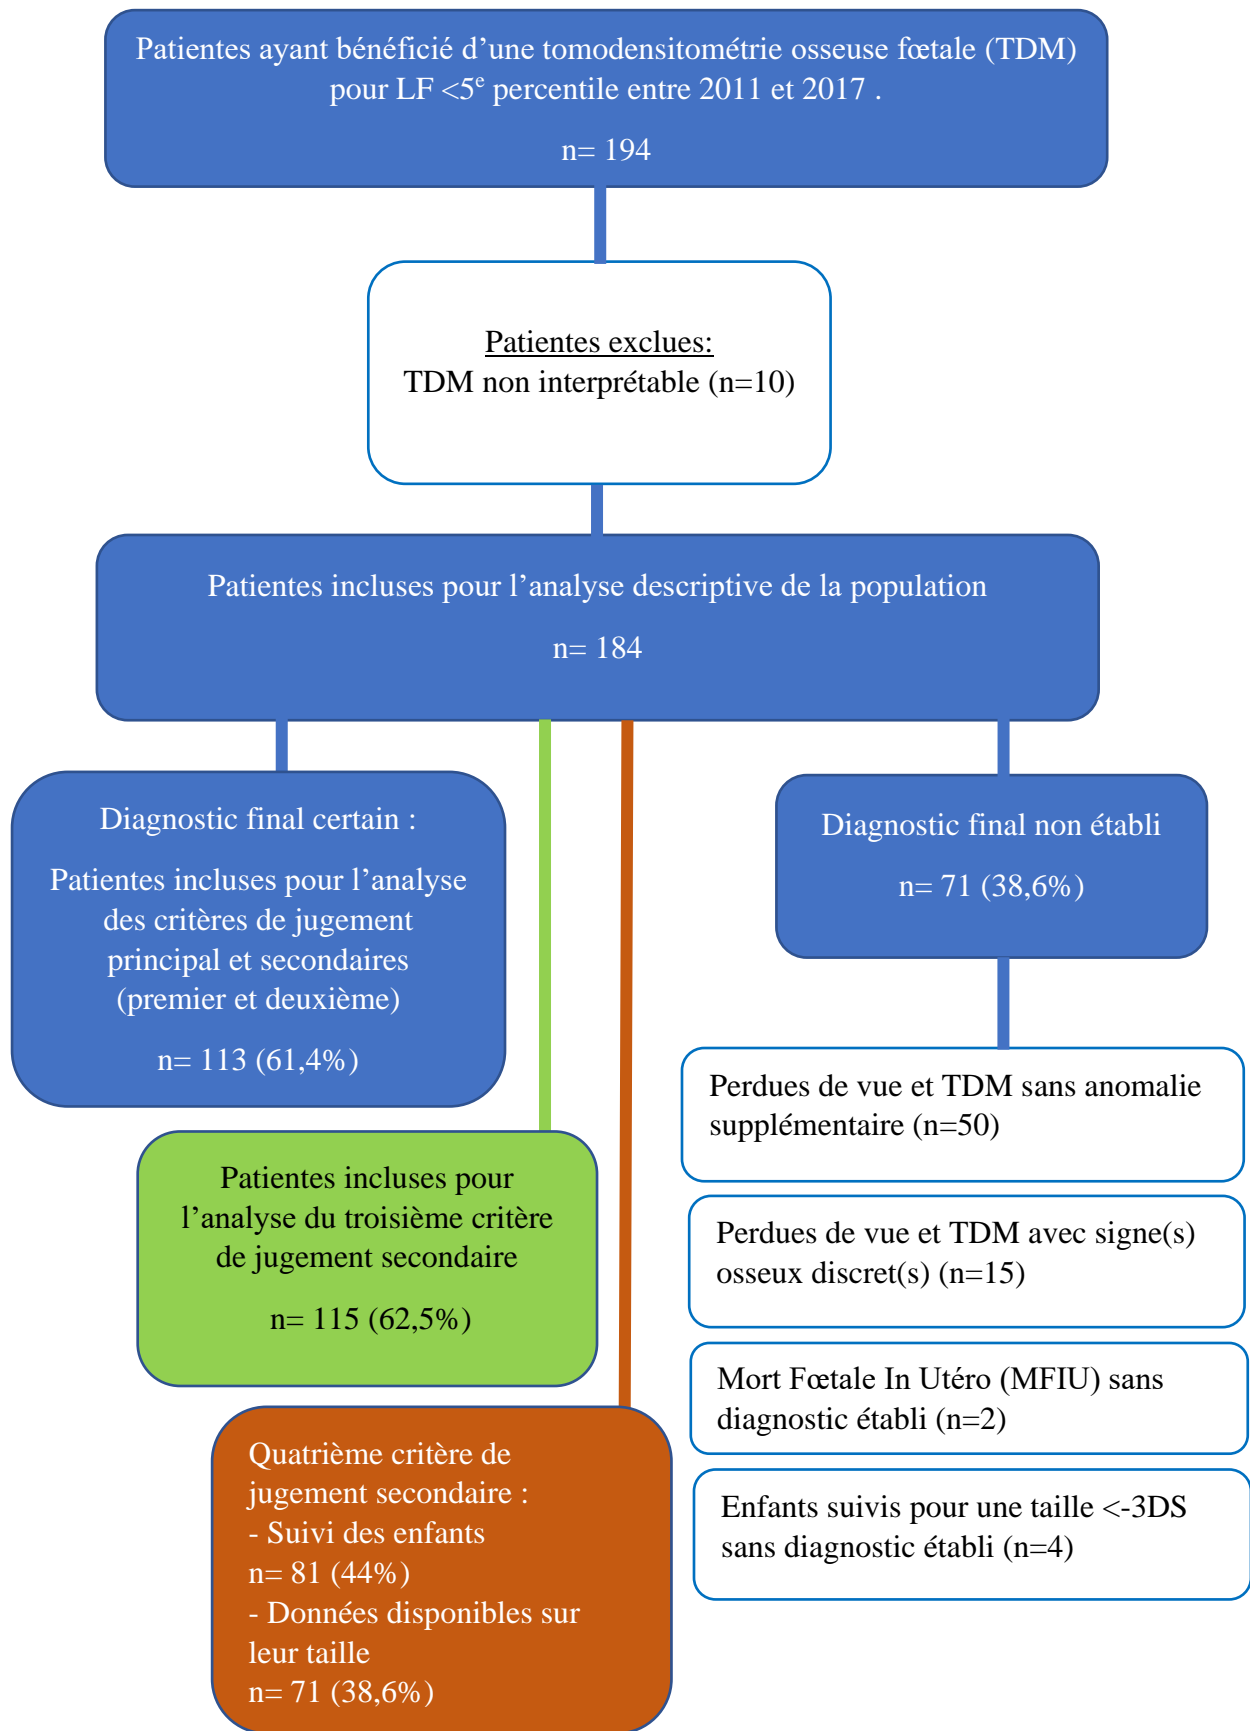 Patientes ayant bénéficié d’une tomodensitométrie osseuse fœtale (TDM)
pour LF <5e percentile entre 2011 et 2017 .
n= 194
Patientes exclues:
TDM non interprétable (n=10)
Patientes incluses pour l’analyse descriptive de la population
n= 184
Diagnostic final certain :
Patientes incluses pour l’analyse
des critères de jugement
principal et secondaires
(premier et deuxième)
n= 113 (61,4%)
Diagnostic final non établi
n= 71 (38,6%)
Patientes incluses pour
l’analyse du troisième critère
de jugement secondaire
n= 115 (62,5%)
Quatrième critère de
jugement secondaire :
- Suivi des enfants
n= 81 (44%)
- Données disponibles sur
leur taille
n= 71 (38,6%)
Perdues de vue et TDM sans anomalie
supplémentaire (n=50)
Perdues de vue et TDM avec signe(s)
osseux discret(s) (n=15)
Mort Fœtale In Utéro (MFIU) sans
diagnostic établi (n=2)
Enfants suivis pour une taille <-3DS
sans diagnostic établi (n=4)